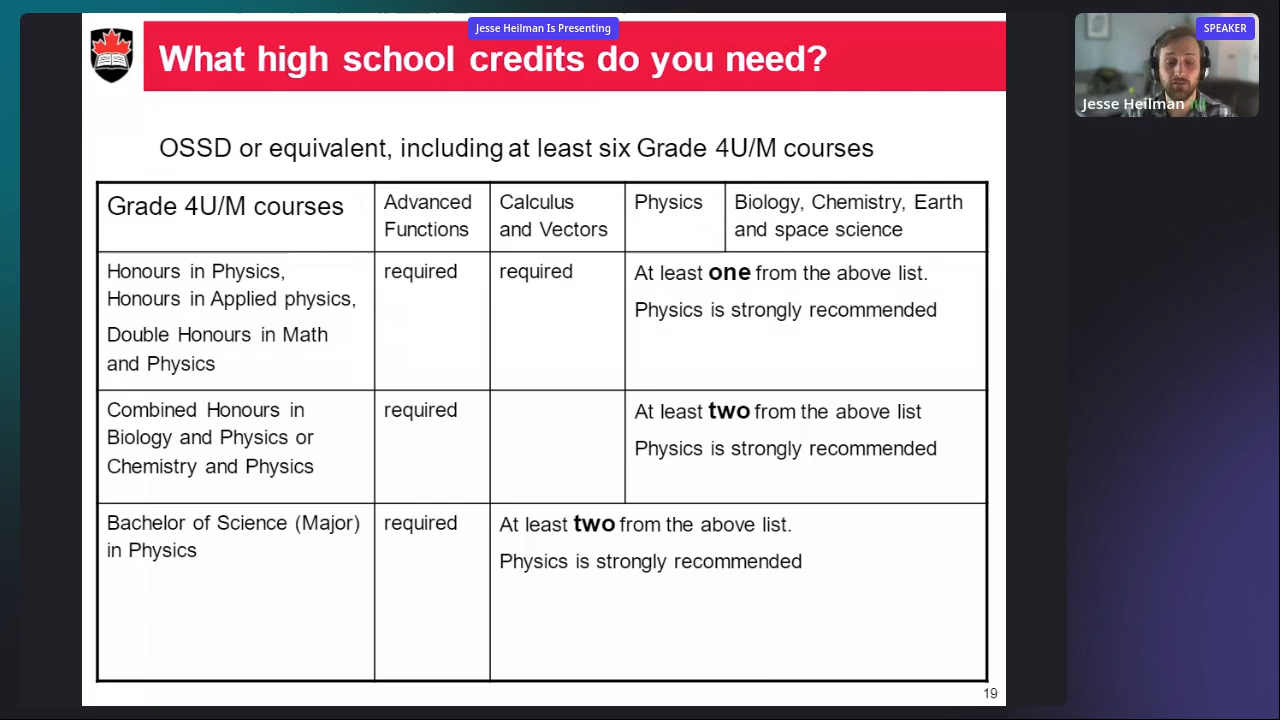 Jesse Heilman Is Presenting
SPEAKER
What high school credits do you need?
Jesse Heilman
OSSD or equivalent, including at least six Grade 4U/M courses
Grade 4U/M courses
Advanced
Functions
Calculus
and Vectors
Physics
Biology, Chemistry, Earth
and space science
Honours in Physics,
Honours in Applied physics,
Double Honours in Math
and Physics
required
required
At least one from the above list.
Physics is strongly recommended
Combined Honours in
Biology and Physics or
Chemistry and Physics
required
At least two from the above list
Physics is strongly recommended
Bachelor of Science (Major)
in Physics
required
At least two from the above list.
Physics is strongly recommended
19